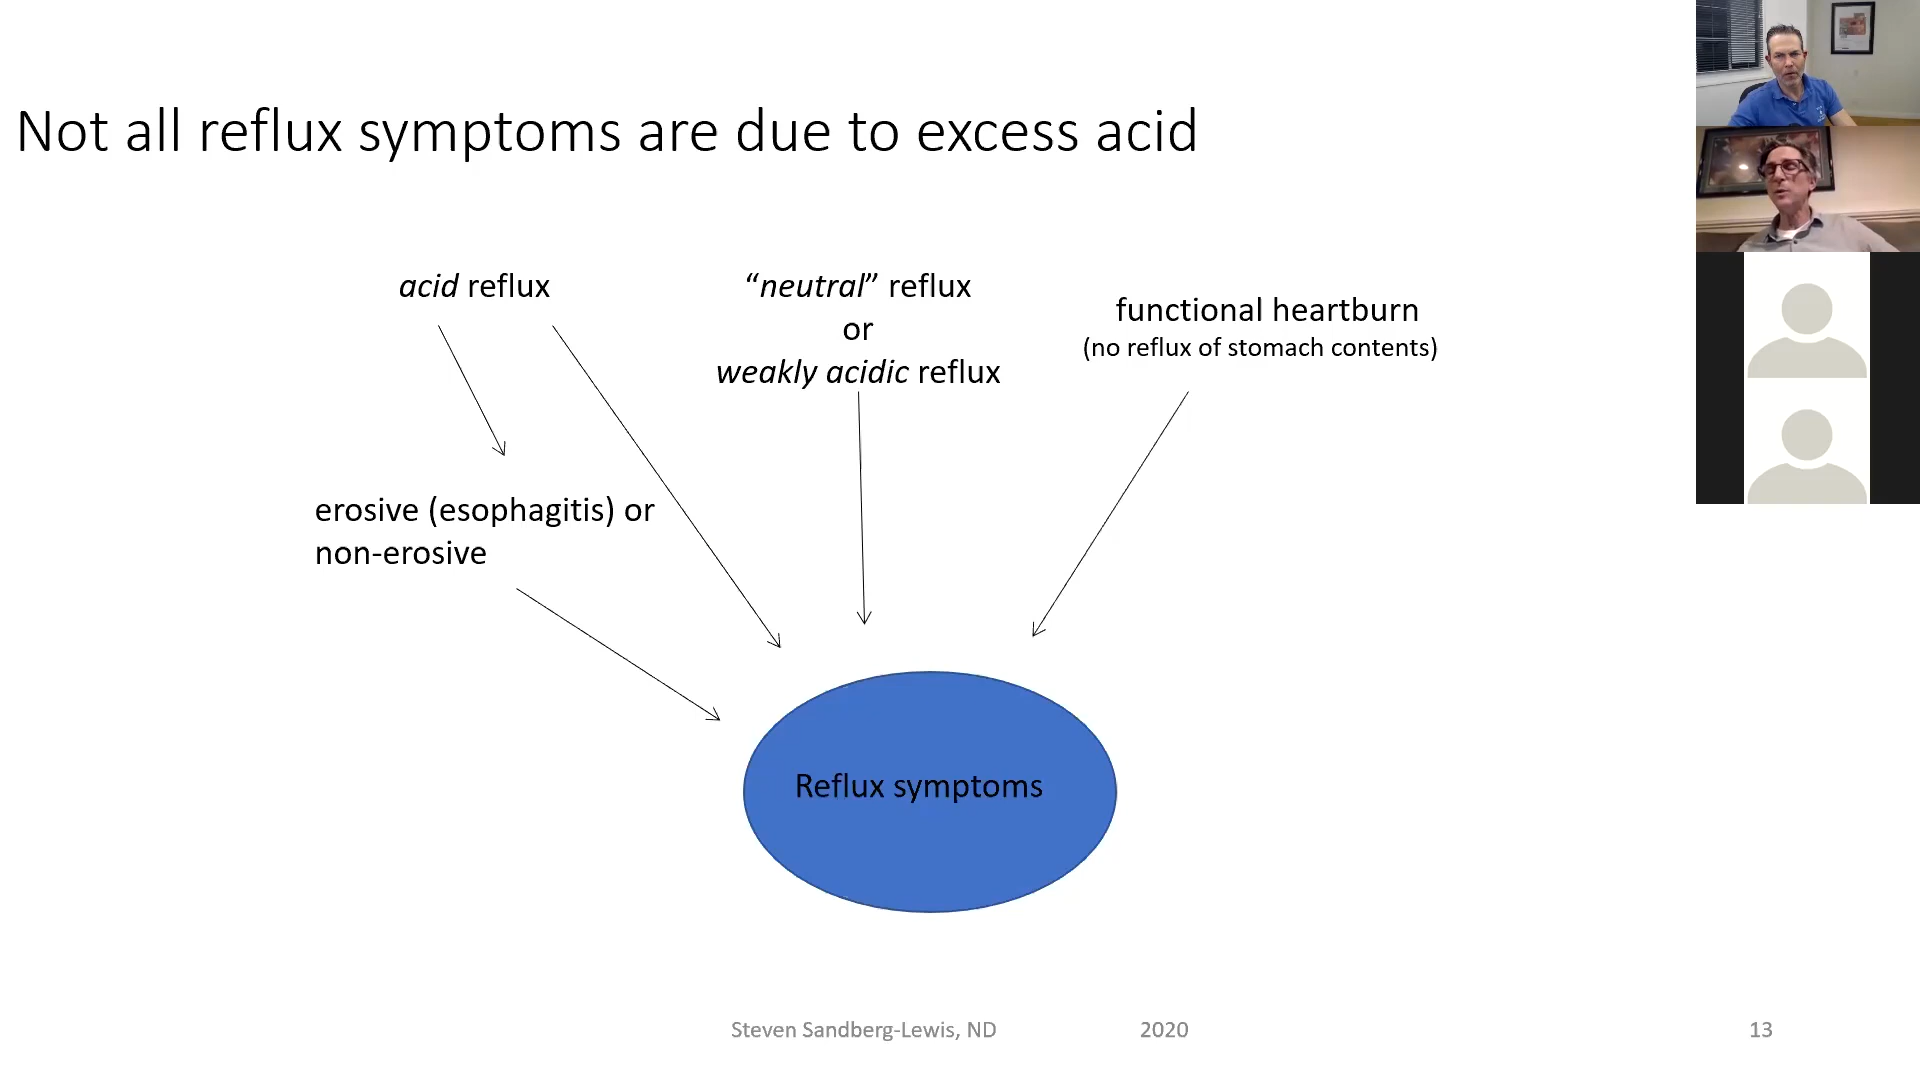 Not all reflux symptoms are due to excess acid
acid reflux
“neutral” reflux
or
weakly acidic reflux
functional heartburn
(no reflux of stomach contents)
erosive (esophagitis) or
non-erosive
Reflux symptoms
Steven Sandberg-Lewis, ND
2020
13